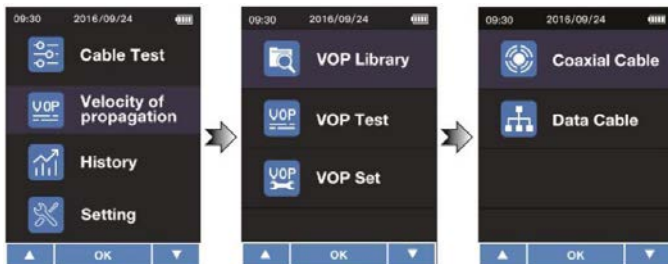 09:30 2016/09/24
Cable Test
VOP
Velocity of
propagation
History
Setting
OK
09:30 2016/09/24
VOP Library
VOP
VOP Test
VOP
VOP Set
OK
09:30 2016/09/24
Coaxial Cable
Data Cable
OK